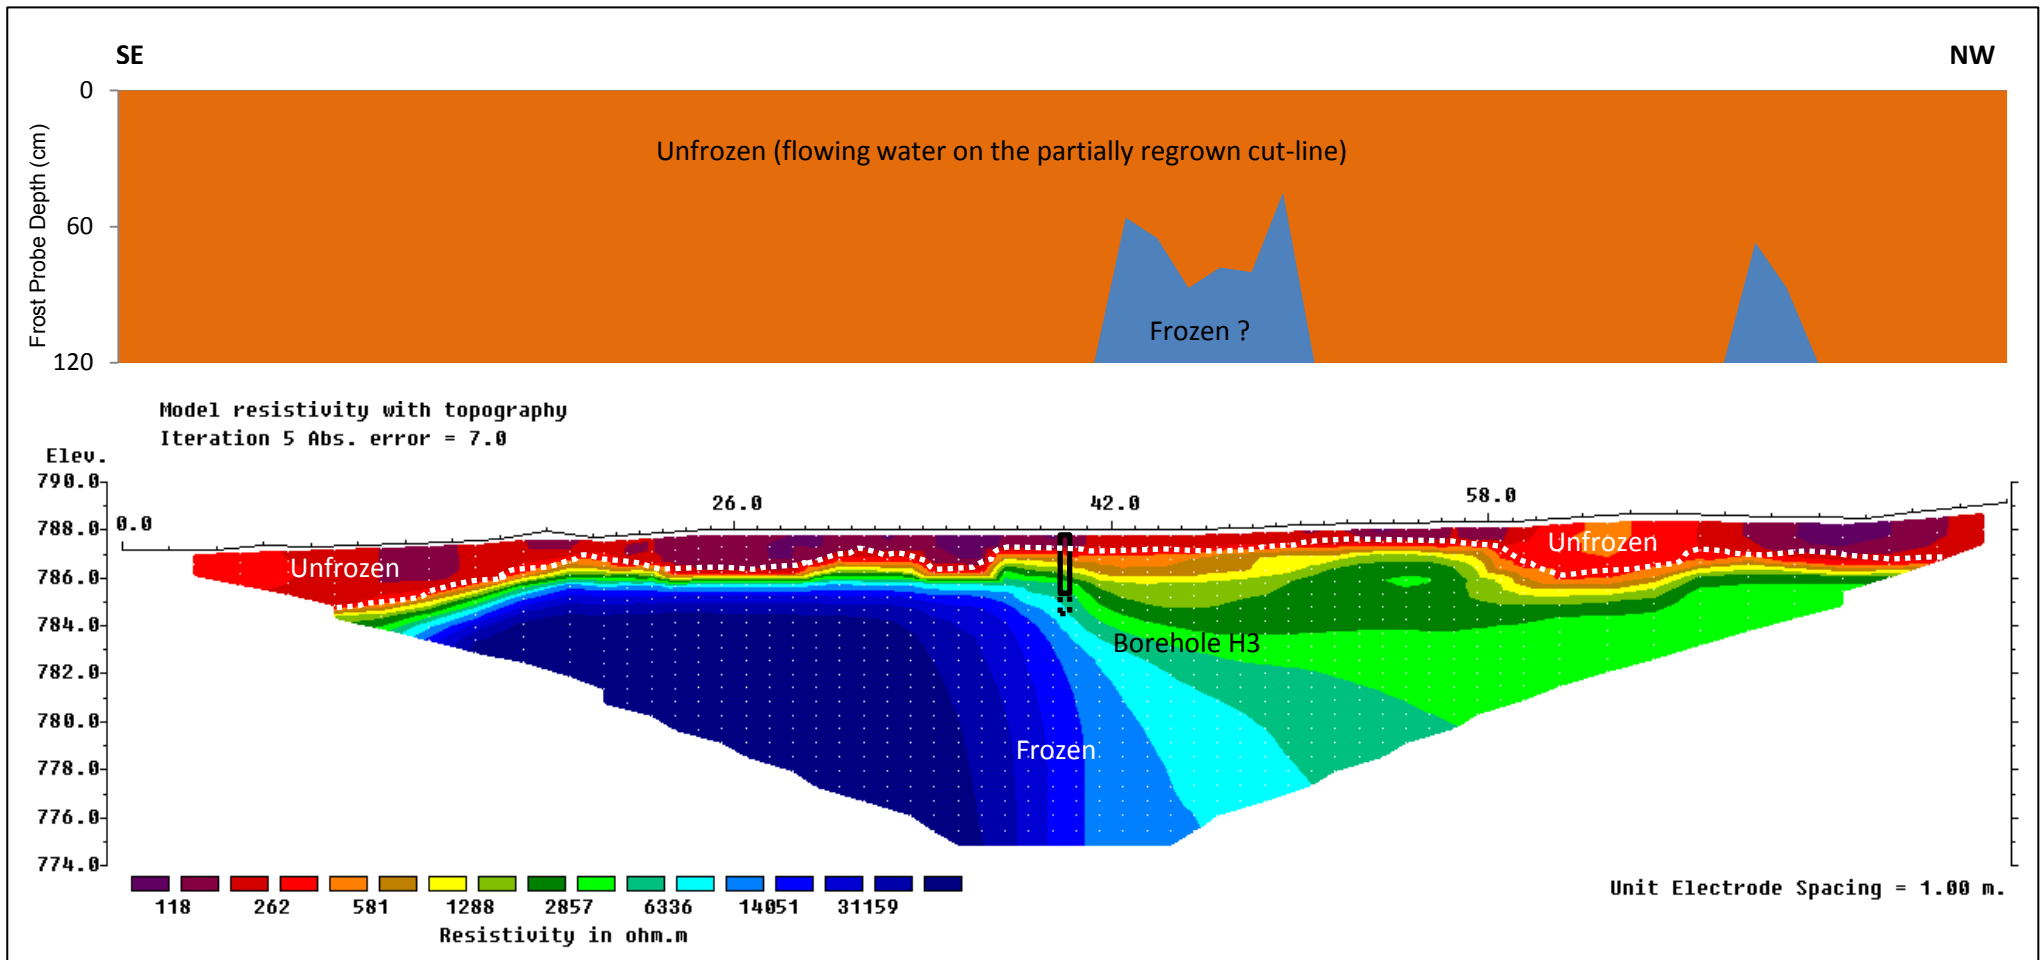 SE
NW
0
Unfrozen (flowing water on the partially regrown cut-line)
Frost Probe Depth (cm)
60
Frozen ?
120
Model resistivity with topography
Iteration 5 Abs. error = 7.0
Elev.
790.0
26.0
42.0
58.0
788.0
0.0
Unfrozen
Unfrozen
786.0
784.0
Borehole H3
782.0
780.0
Frozen
778.0
776.0
774.0
118 262 581 1288 2857 6336 14051 31159
Unit Electrode Spacing = 1.00 m.
Resistivity in ohm.m